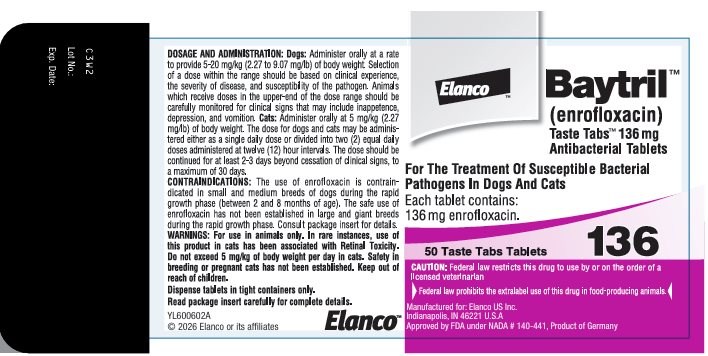 C3W2
Lot No.:
Exp. Date:
DOSAGE AND ADMINISTRATION: Dogs: Administer orally at a rate
to provide 5-20 mg/kg (2.27 to 9.07 mg/lb) of body weight. Selection
of a dose within the range should be based on clinical experience,
the severity of disease, and susceptibility of the pathogen. Animals
which receive doses in the upper-end of the dose range should be
carefully monitored for clinical signs that may include inappetence,
depression, and vomition. Cats: Administer orally at 5 mg/kg (2.27
mg/lb) of body weight. The dose for dogs and cats may be adminis-
tered either as a single daily dose or divided into two (2) equal daily
doses administered at twelve (12) hour intervals. The dose should be
continued for at least 2-3 days beyond cessation of clinical signs, to
a maximum of 30 days.
CONTRAINDICATIONS: The use of enrofloxacin is contrain-
dicated in small and medium breeds of dogs during the rapid
growth phase (between 2 and 8 months of age). The safe use of
enrofloxacin has not been established in large and giant breeds
during the rapid growth phase. Consult package insert for details.
WARNINGS: For use in animals only. In rare instances, use of
this product in cats has been associated with Retinal Toxicity.
Do not exceed 5 mg/kg of body weight per day in cats. Safety in
breeding or pregnant cats has not been established. Keep out of
reach of children.
Dispense tablets in tight containers only.
Read package insert carefully for complete details.
YL600602A
© 2026 Elanco or its affiliates
Elanco™
Elanco™
Baytril™
(enrofloxacin)
Taste Tabs™ 136 mg
Antibacterial Tablets
For The Treatment Of Susceptible Bacterial
Pathogens In Dogs And Cats
Each tablet contains:
136 mg enrofloxacin.
50 Taste Tabs Tablets
136
CAUTION: Federal law restricts this drug to use by or on the order of a
licensed veterinarian
Federal law prohibits the extralabel use of this drug in food-producing animals.
Manufactured for: Elanco US Inc.
Indianapolis, IN 46221 U.S.A
Approved by FDA under NADA # 140-441, Product of Germany